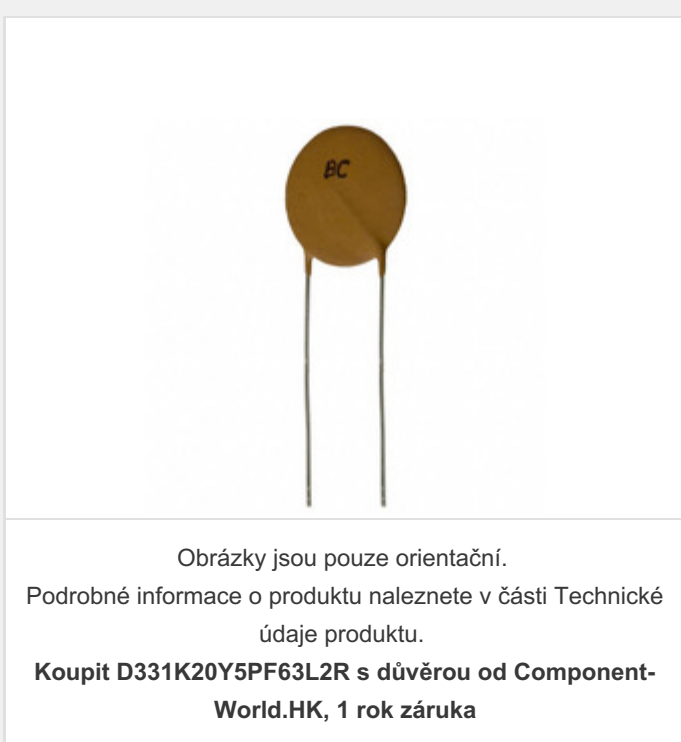 BC
Obrázky jsou pouze orientační.
Podrobné informace o produktu naleznete v části Technické
údaje produktu.
Koupit D331K20Y5PF63L2R s důvěrou od Component-
World.HK, 1 rok záruka